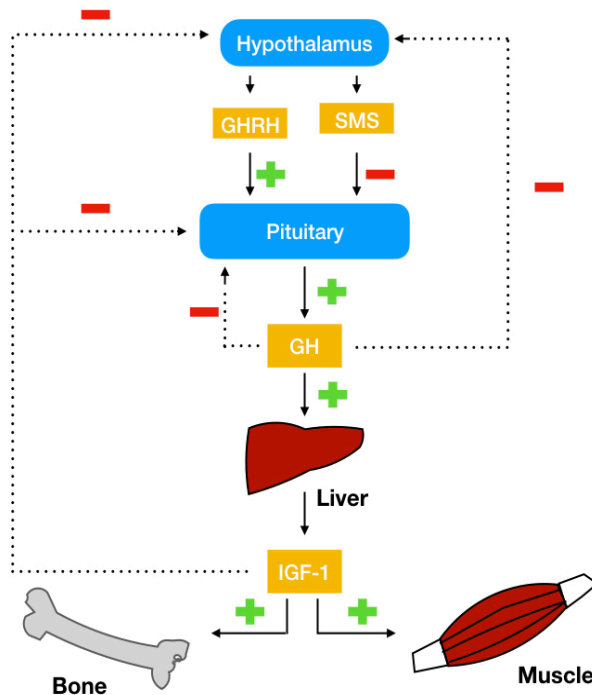 Hypothalamus
GHRH
SMS
Pituitary
GH
Liver
IGF-1
Bone
Muscle